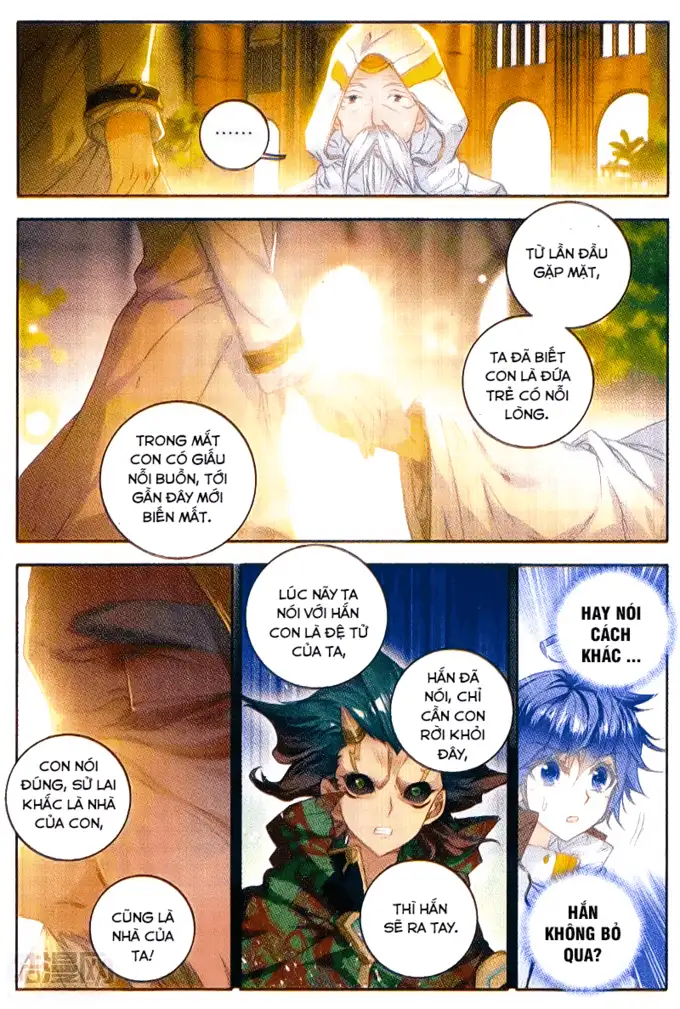 ......
TỪ LẦN ĐẦU
GẶP MẶT,
TA ĐÃ BIẾT
CON LÀ ĐỨA
TRẺ CÓ NỖI
LÒNG.
TRONG MẮT
CON CÓ GIẤU
NỖI BUỒN, TỚI
GẦN ĐÂY MỚI
BIẾN MẤT.
CON NÓI
ĐÚNG, SỬ LAI
KHẮC LÀ NHÀ
CỦA CON,
CŨNG LÀ
NHÀ CỦA
TA!
LÚC NÃY TA
NÓI VỚI HẮN
CON LÀ ĐỆ TỬ
CỦA TA,
HẮN ĐÃ
NÓI, CHỈ
CẦN CON
RỜI KHỎI
ĐÂY,
THÌ HẮN
SẼ RA TAY.
HAY NÓI
CÁCH
KHÁC ...
HẮN
KHÔNG BỎ
QUA?